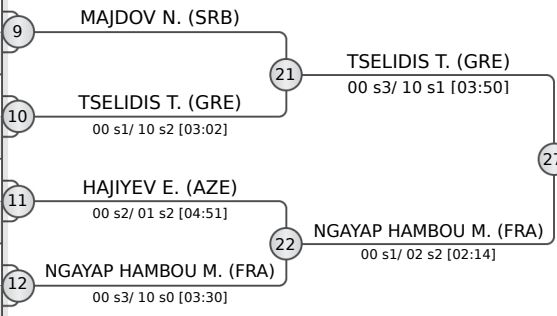 9
MAJDOV N. (SRB)
21
TSELIDIS T. (GRE)
00 s3/ 10 s1 [03:50]
10
TSELIDIS T. (GRE)
00 s1/ 10 s2 [03:02]
27
11
HAJIYEV E. (AZE)
00 s2/ 01 s2 [04:51]
22
NGAYAP HAMBOU M. (FRA)
00 s1/ 02 s2 [02:14]
12
NGAYAP HAMBOU M. (FRA)
00 s3/ 10 s0 [03:30]